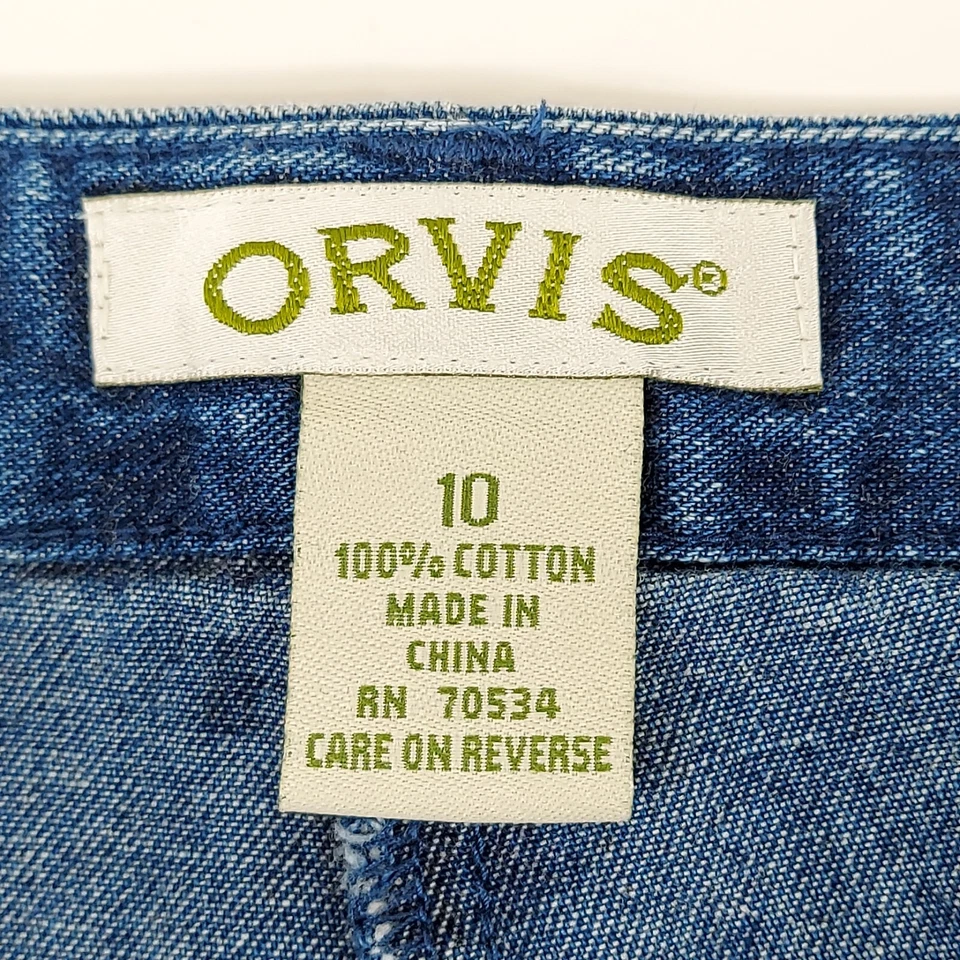 ORVIS®
10
100% COTTON
MADE IN
CHINA
RN 70534
CARE ON REVERSE